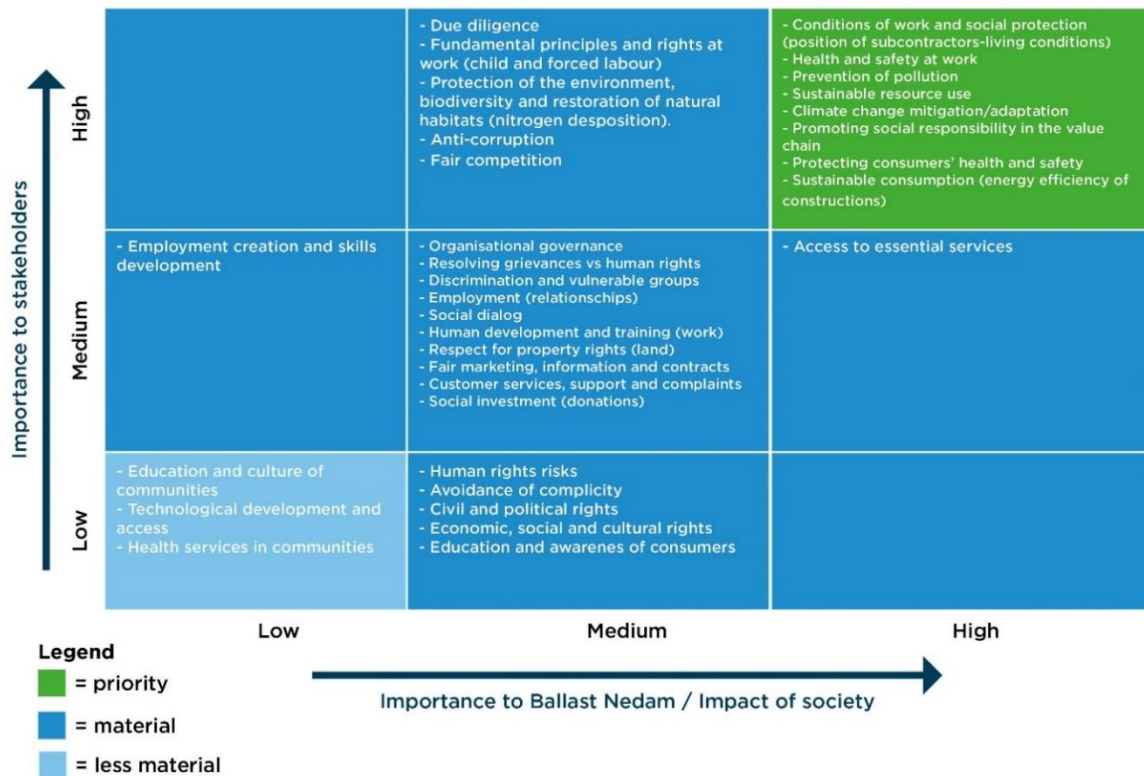 Importance to stakeholders
High
- Due diligence
- Fundamental principles and rights at
work (child and forced labour)
- Protection of the environment,
biodiversity and restoration of natural
habitats (nitrogen desposition).
- Anti-corruption
- Fair competition
- Conditions of work and social protection
(position of subcontractors-living conditions)
- Health and safety at work
- Prevention of pollution
- Sustainable resource use
- Climate change mitigation/adaptation
- Promoting social responsibility in the value
chain
- Protecting consumers' health and safety
- Sustainable consumption (energy efficiency of
constructions)
Medium
- Employment creation and skills
development
- Organisational governance
- Resolving grievances vs human rights
- Discrimination and vulnerable groups
- Employment (relationschips)
- Social dialog
- Human development and training (work)
- Respect for property rights (land)
- Fair marketing, information and contracts
- Customer services, support and complaints
- Social investment (donations)
- Access to essential services
Low
- Education and culture of
communities
- Technological development and
access
- Health services in communities
- Human rights risks
- Avoidance of complicity
- Civil and political rights
- Economic, social and cultural rights
- Education and awarenes of consumers
Low
Medium
High
Importance to Ballast Nedam / Impact of society
Legend
= priority
= material
= less material